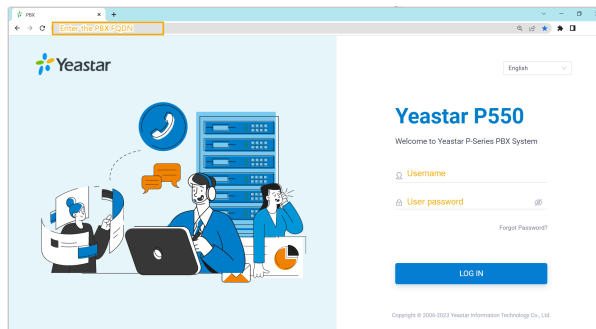 PBX
Enter the PBX FQDN
Yeastar
English
Yeastar P550
Welcome to Yeastar P-Series PBX System
Username
User password
Forgot Password?
LOG IN
Copyright © 2006-2023 Yeastar Information Technology Co., Ltd.